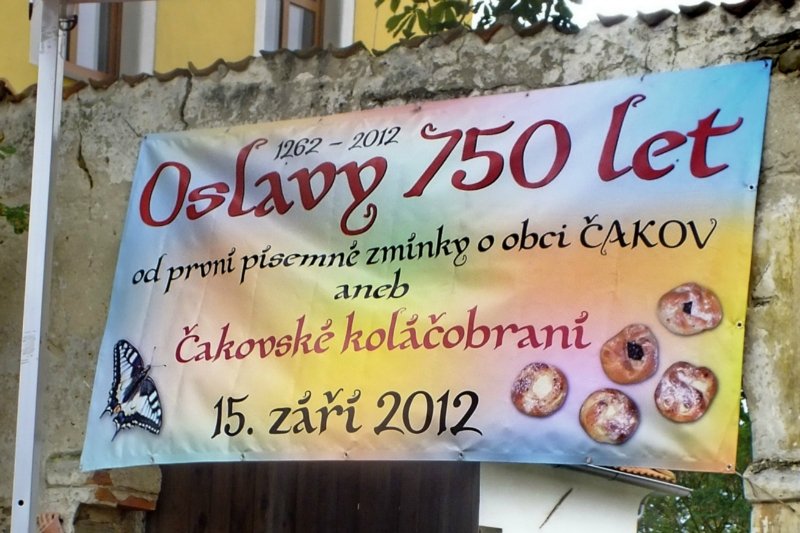 1262 - 2012
Oslavy 750 let
od první písemné zmínky o obci ČAKOV
aneb
Čakovské koláčobraní
15. září 2012